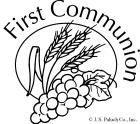 First Communion
© J. S. Paluch Co., Inc.